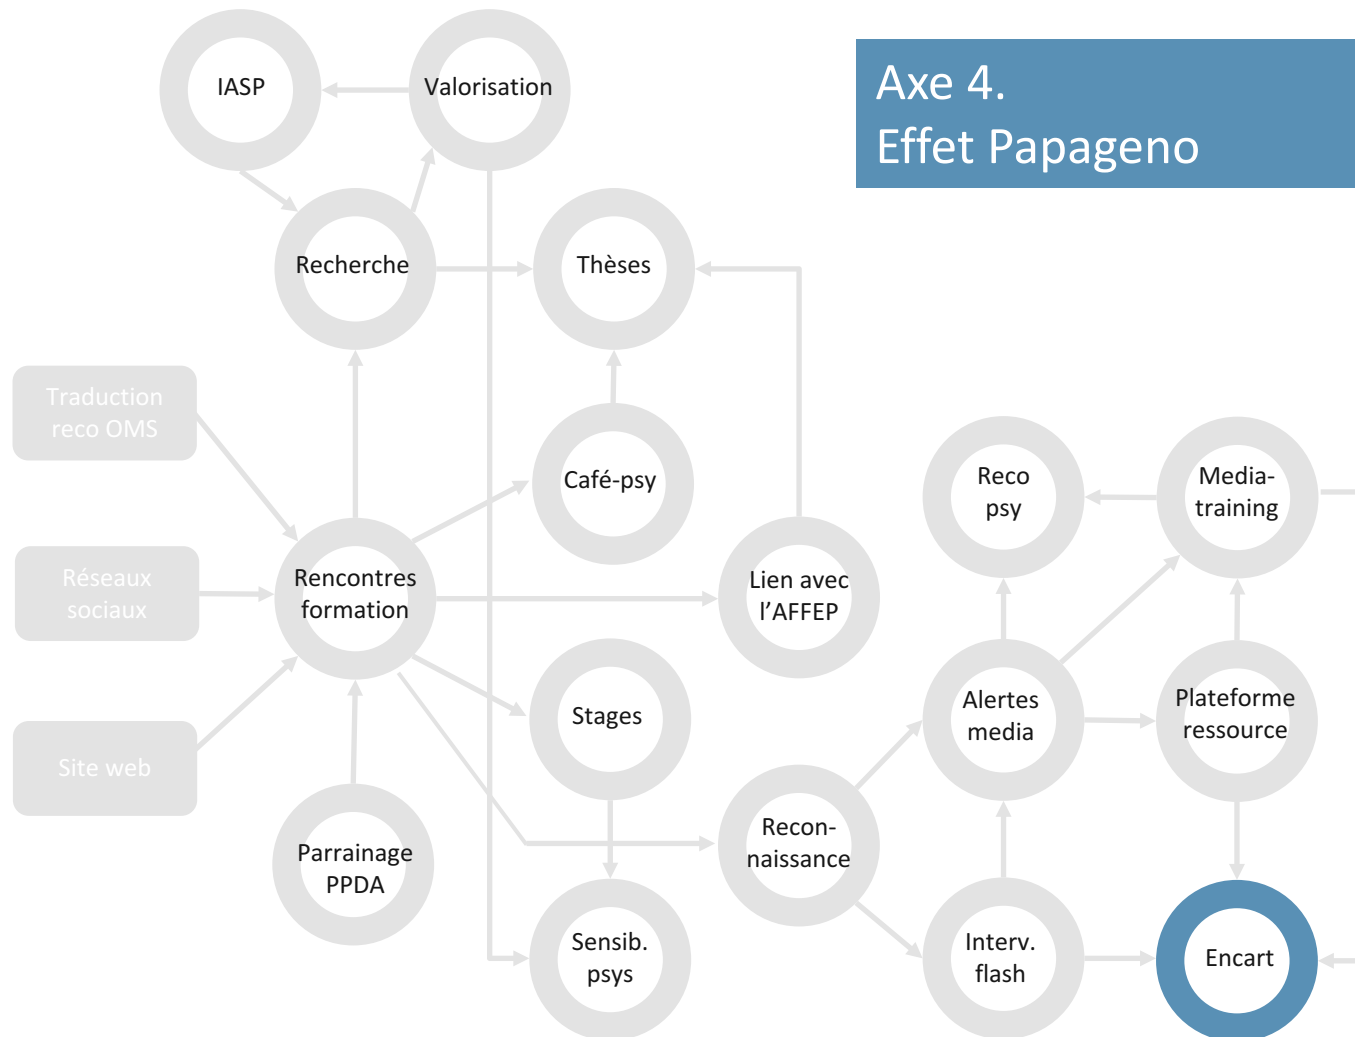 Axe 4.
Effet Papageno
IASP
Valorisation
Recherche
Thèses
Traduction
reco OMS
Café-psy
Reco
psy
Media-
training
Réseaux
sociaux
Rencontres
formation
Lien avec
l’AFFEP
Site web
Stages
Alertes
media
Plateforme
ressource
Parrainage
PPDA
Recon-
naissance
Sensib.
psys
Interv.
flash
Encart